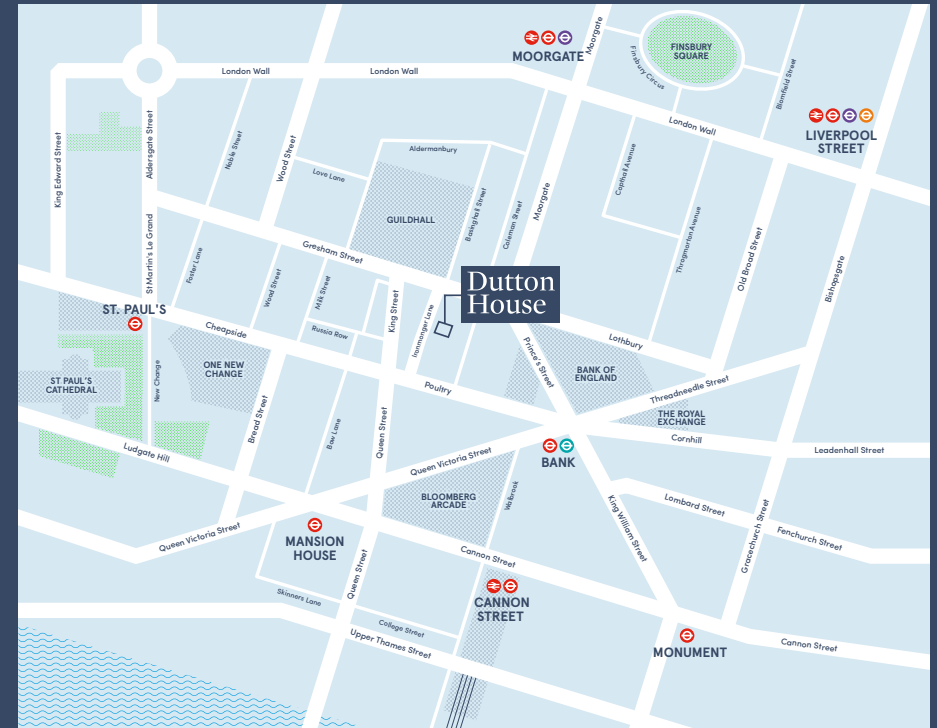 MOORGATE
Moorgate
FINSBURY
SQUARE
Finsbury Circus
Blomfield Street
London Wall
London Wall
London Wall
LIVERPOOL
STREET
King Edward Street
Aldersgate Street
Noble Street
Wood Street
Love Lane
Aldermanbury
GUILDHALL
Basinghall Street
Coleman Street
Moorgate
Copthall Avenue
Throgmorton Avenue
Old Broad Street
Bishopsgate
St Martin's Le Grand
Foster Lane
Gresham Street
Wood Street
Milk Street
Russia Row
King Street
Ironmonger Lane
Dutton
House
ST. PAUL'S
Cheapside
ONE NEW
CHANGE
ST PAUL'S
CATHEDRAL
New Change
Poultry
Prince's Street
Lothbury
BANK OF
ENGLAND
Threadneedle Street
THE ROYAL
EXCHANGE
Cornhill
Leadenhall Street
Bread Street
Bow Lane
Queen Street
Ludgate Hill
Queen Victoria Street
BANK
BLOOMBERG
ARCADE
Walbrook
King William Street
Lombard Street
Fenchurch Street
Gracechurch Street
Queen Victoria Street
MANSION
HOUSE
Cannon Street
Queen Street
CANNON
STREET
Skinners Lane
College Street
Upper Thames Street
MONUMENT
Cannon Street